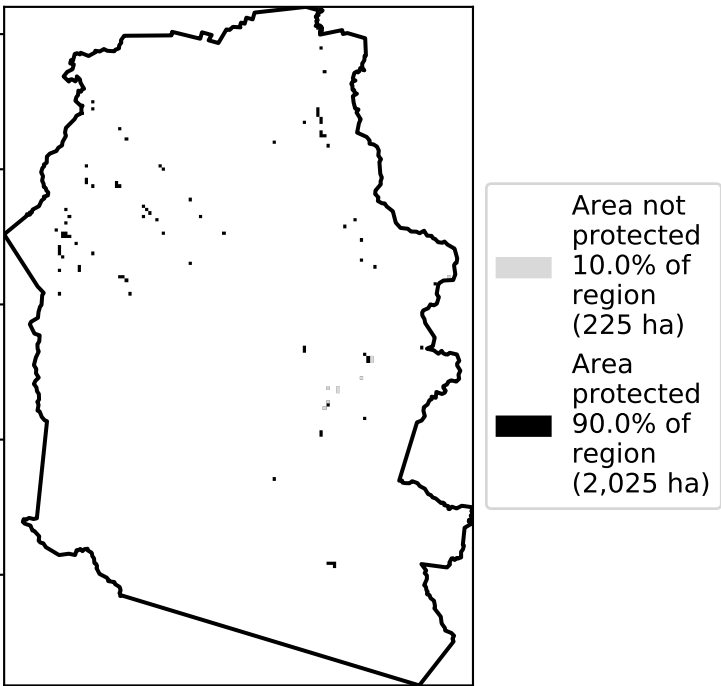 Area not
protected
10.0% of
region
(225 ha)
Area
protected
90.0% of
region
(2,025 ha)